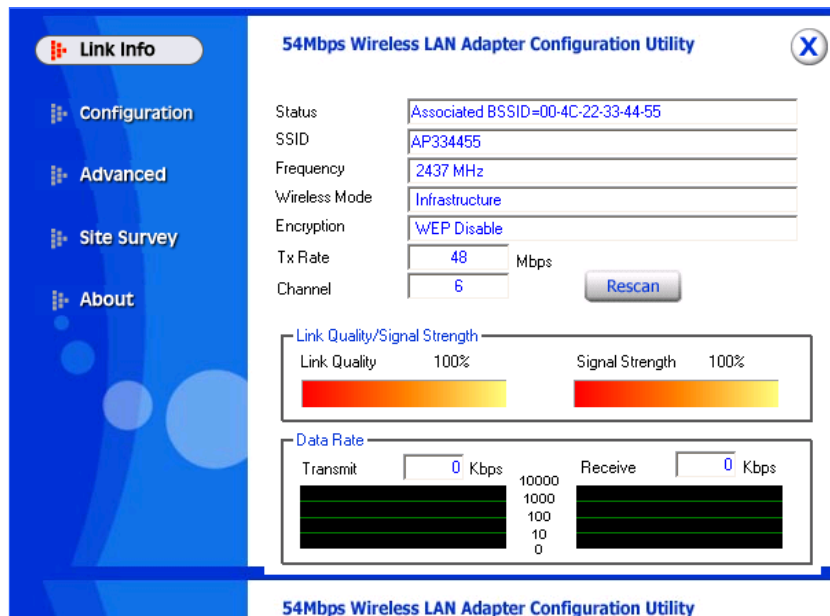 Link Info
Configuration
Advanced
Site Survey
About
54Mbps Wireless LAN Adapter Configuration Utility
X
Status Associated BSSID=00-4C-22-33-44-55
SSID AP334455
Frequency 2437 MHz
Wireless Mode Infrastructure
Encryption WEP Disable
Tx Rate 48 Mbps
Channel 6 Rescan
Link Quality/Signal Strength
Link Quality 100% Signal Strength 100%
Data Rate
Transmit 0 Kbps Receive 0 Kbps
10000
1000
100
10
0
54Mbps Wireless LAN Adapter Configuration Utility